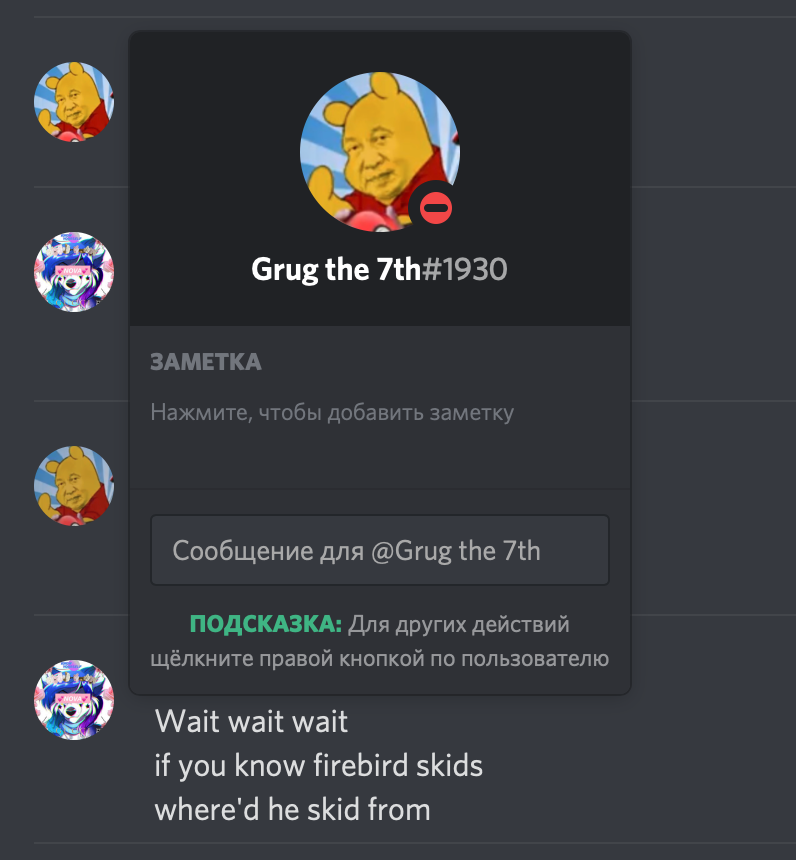 Grug the 7th#1930
ЗАМЕТКА
Нажмите, чтобы добавить заметку
Сообщение для @Grug the 7th
ПОДСКАЗКА: Для других действий
щёлкните правой кнопкой по пользователю
NOVA
NOVA
Wait wait wait
if you know firebird skids
where'd he skid from